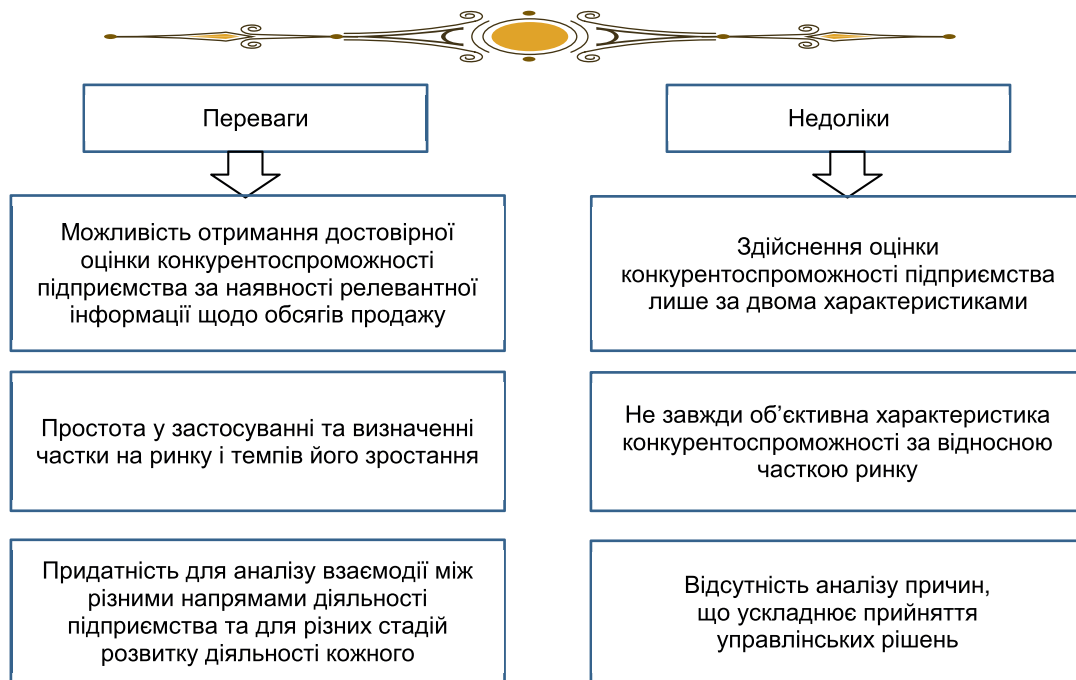 Переваги
Можливість отримання достовірної
оцінки конкурентоспроможності
підприємства за наявності релевантної
інформації щодо обсягів продажу
Простота у застосуванні та визначенні
частки на ринку і темпів його зростання
Придатність для аналізу взаємодії між
різними напрямами діяльності
підприємства та для різних стадій
розвитку діяльності кожного
Недоліки
Здійснення оцінки
конкурентоспроможності підприємства
лише за двома характеристиками
Не завжди об’єктивна характеристика
конкурентоспроможності за відносною
часткою ринку
Відсутність аналізу причин,
що ускладнює прийняття
управлінських рішень